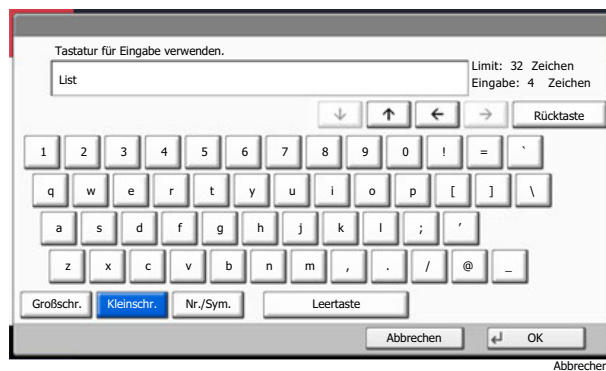 Tastatur für Eingabe verwenden.
Limit: 32 Zeichen
List
Eingabe: 4 Zeichen
Rücktaste
1 2 3 4 5 6 7 8 9 0 ! = `
q w e r t y u i o p [ ] \
a s d f g h j k l ; ′
z x c v b n m , . / @ _
Großschr. Kleinschr. Nr./Sym. Leertaste
Abbrechen OK
Abbrechen